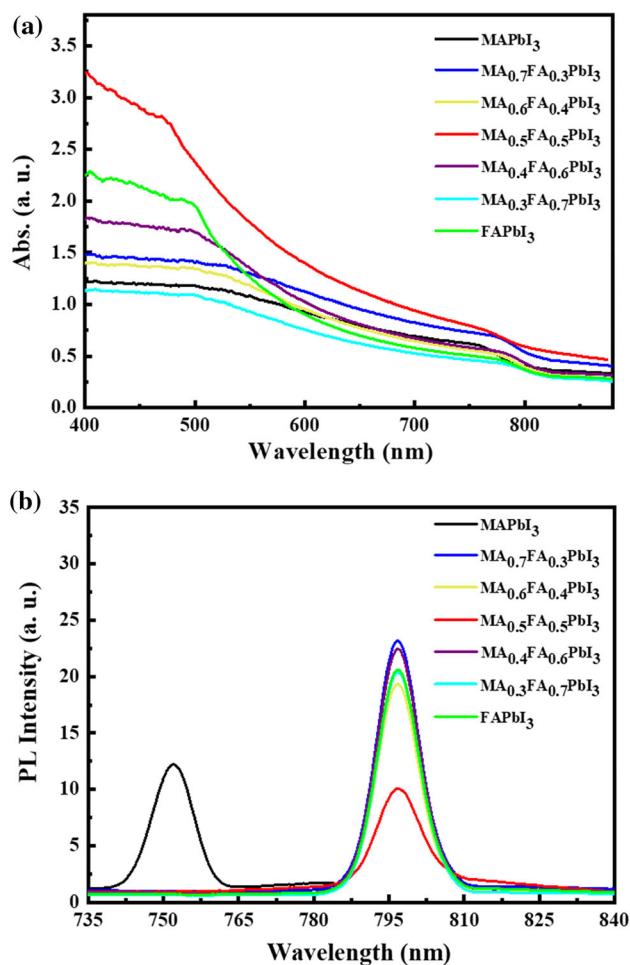 (a)
MAPbI₃
MA₀.₇FA₀.₃PbI₃
MA₀.₆FA₀.₄PbI₃
MA₀.₅FA₀.₅PbI₃
MA₀.₄FA₀.₆PbI₃
MA₀.₃FA₀.₇PbI₃
FAPbI₃
Abs. (a. u.)
3.5
3.0
2.5
2.0
1.5
1.0
0.5
0.0
400 500 600 700 800
Wavelength (nm)
(b)
MAPbI₃
MA₀.₇FA₀.₃PbI₃
MA₀.₆FA₀.₄PbI₃
MA₀.₅FA₀.₅PbI₃
MA₀.₄FA₀.₆PbI₃
MA₀.₃FA₀.₇PbI₃
FAPbI₃
PL Intensity (a. u.)
35
30
25
20
15
10
5
0
735 750 765 780 795 810 825 840
Wavelength (nm)